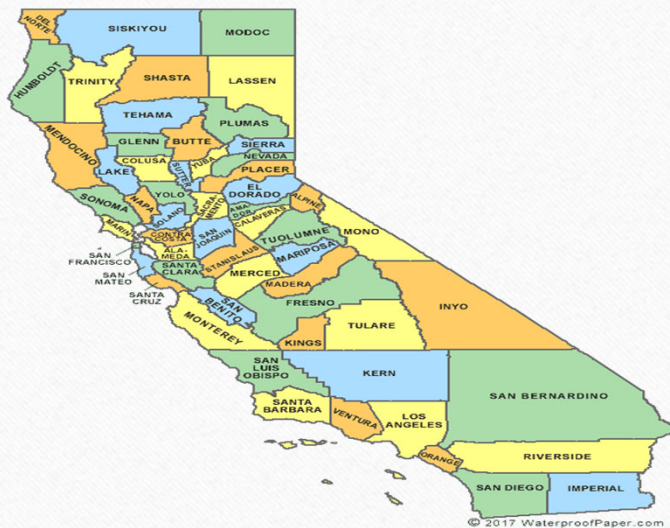 DEL
NORTE
SISKIYOU
MODOC
HUMBOLDT
TRINITY
SHASTA
LASSEN
TEHAMA
PLUMAS
MENDOCINO
GLENN
BUTTE
SIERRA
COLUSA
YUBA
NEVADA
LAKE
SUTTER
PLACER
SONOMA
NAPA
YOLO
EL
DORADO
SACRA-
MENTO
ALPINE
SOLANO
AMA-
DOR
CALAVERAS
MARIN
CONTRA
COSTA
SAN
JOAQUIN
TUOLUMNE
MONO
SAN
FRANCISCO
ALA-
MEDA
STANISLAUS
MARIPOSA
SAN
MATEO
SANTA
CLARA
MERCED
MADERA
SANTA
CRUZ
SAN
BENITO
FRESNO
INYO
MONTEREY
KINGS
TULARE
SAN
LUIS
OBISPO
KERN
SAN BERNARDINO
SANTA
BARBARA
VENTURA
LOS
ANGELES
ORANGE
RIVERSIDE
SAN DIEGO
IMPERIAL
© 2017 WaterproofPaper.com